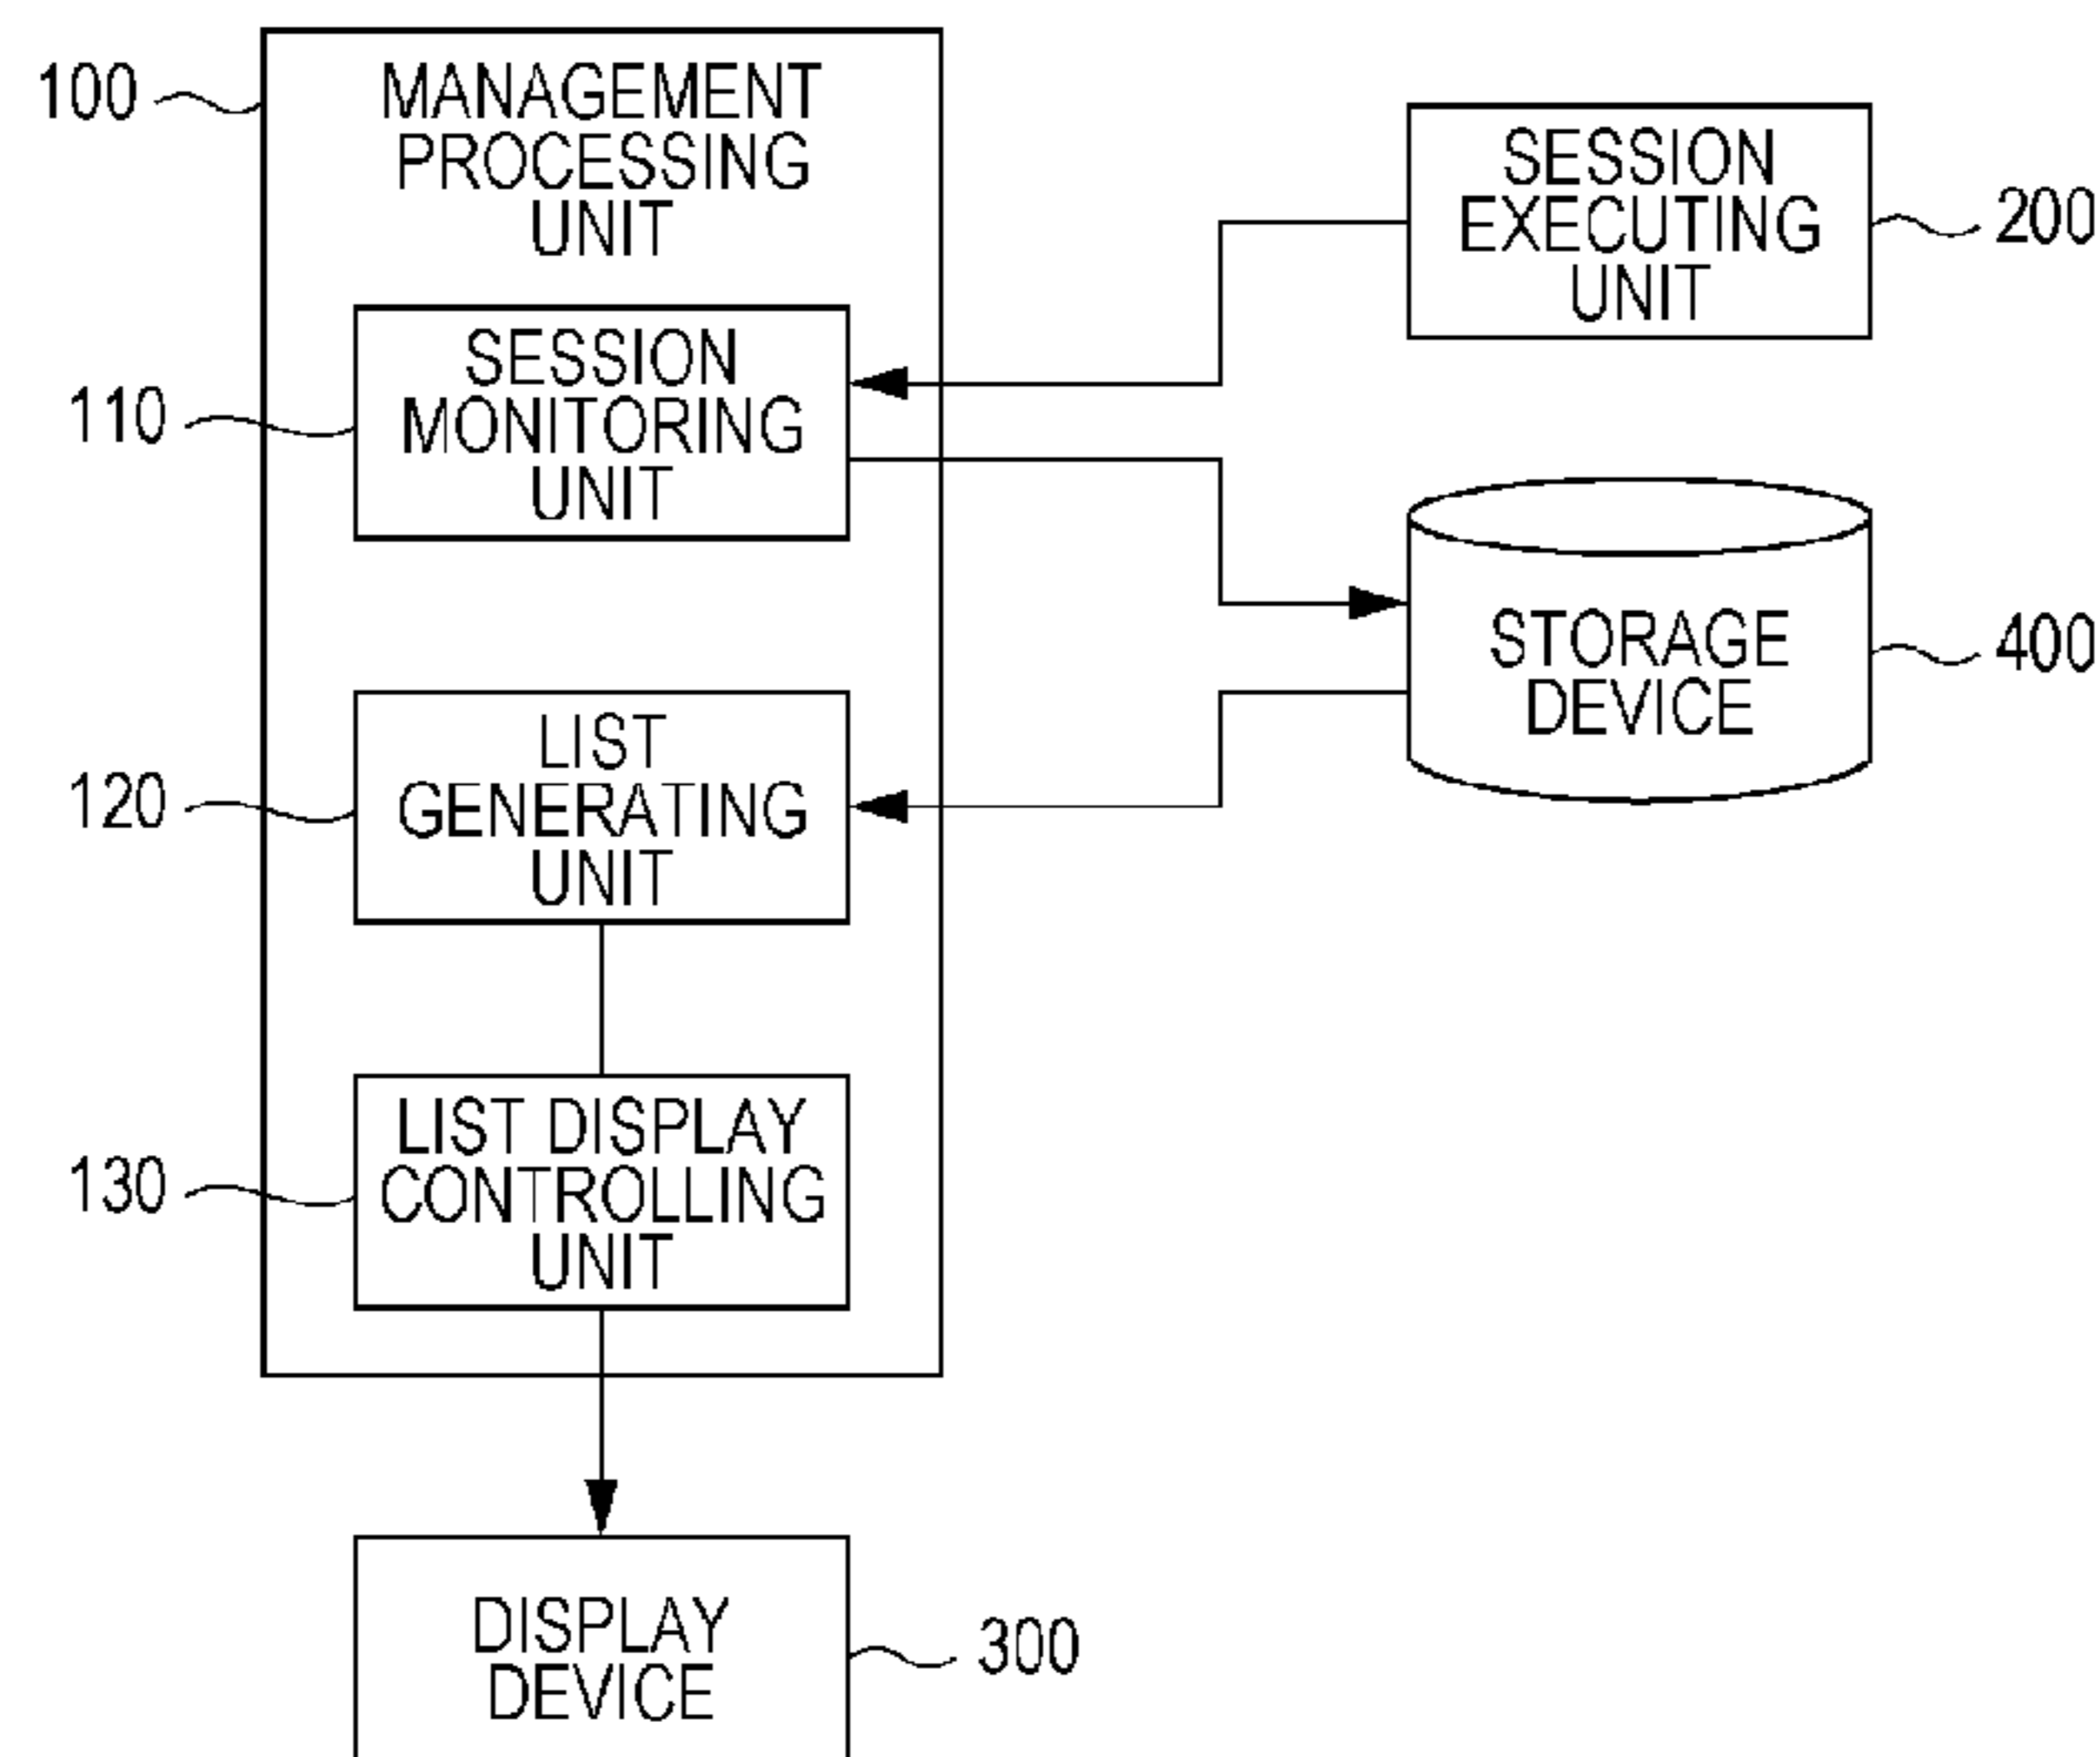 100
MANAGEMENT
PROCESSING
UNIT
SESSION
EXECUTING
UNIT
200
110
SESSION
MONITORING
UNIT
STORAGE
DEVICE
400
120
LIST
GENERATING
UNIT
130
LIST DISPLAY
CONTROLLING
UNIT
DISPLAY
DEVICE
300